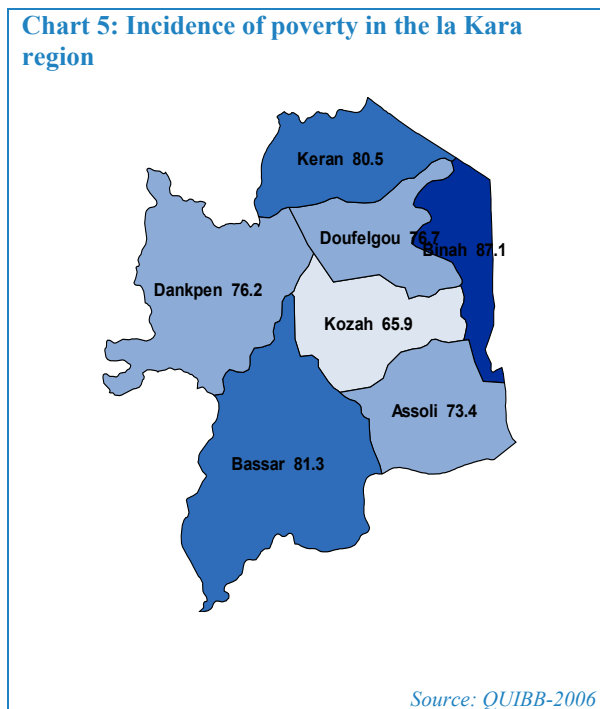 Chart 5: Incidence of poverty in the la Kara
region
Keran 80.5
Doufelgou 76.7
Binah 87.1
Dankpen 76.2
Kozah 65.9
Assoli 73.4
Bassar 81.3
Source: QUIBB-2006